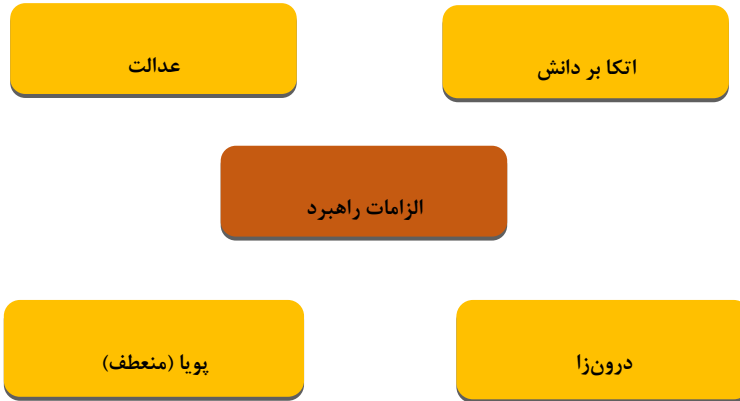 اتکا بر دانش
عدالت
الزامات راهبرد
درون‌زا
پویا (منعطف)